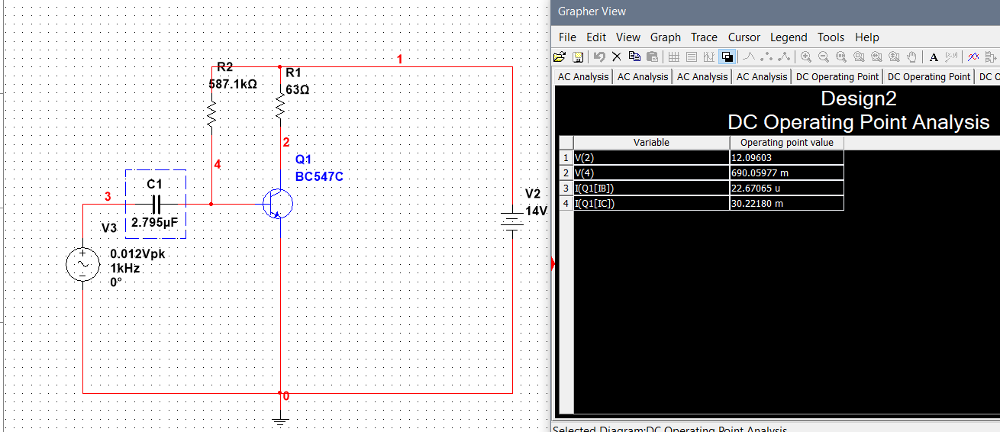 1
R2
587.1kΩ
R1
63Ω
2
4
Q1
BC547C
C1
3
2.795µF
V3
0.012Vpk
1kHz
0°
V2
14V
0
Grapher View
File Edit View Graph Trace Cursor Legend Tools Help
A
AC Analysis AC Analysis AC Analysis AC Analysis DC Operating Point DC Operating Point DC O
Design2
DC Operating Point Analysis
Variable Operating point value
1 V(2) 12.09603
2 V(4) 690.05977 m
3 I(Q1[IB]) 22.67065 u
4 I(Q1[IC]) 30.22180 m
Selected Diagram:DC Operating Point Analysis